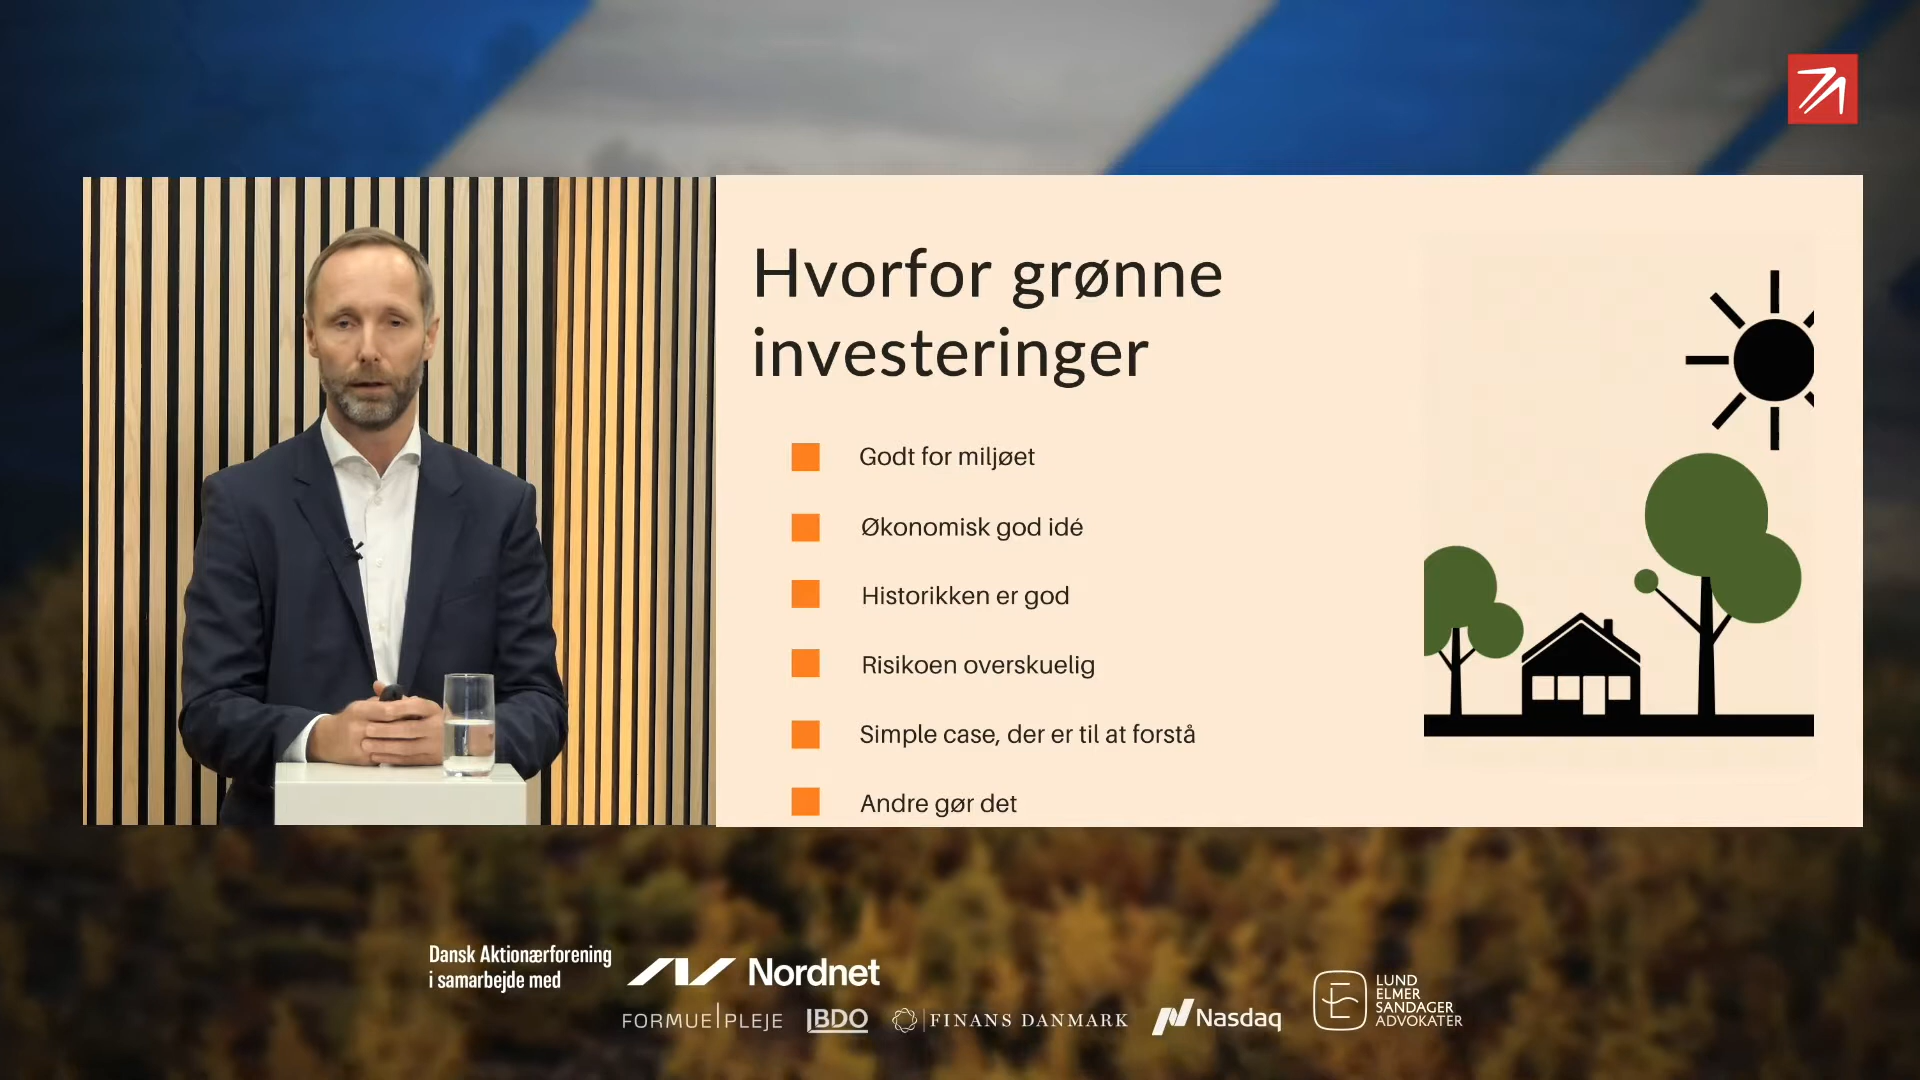 Hvorfor grønne
investeringer
Godt for miljøet
Økonomisk god idé
Historikken er god
Risikoen overskuelig
Simple case, der er til at forstå
Andre gør det
Dansk Aktionærforening
i samarbejde med
Nordnet
FORMUE|PLEJE
BDO
FINANS DANMARK
Nasdaq
LUND
ELMER
SANDAGER
ADVOKATER